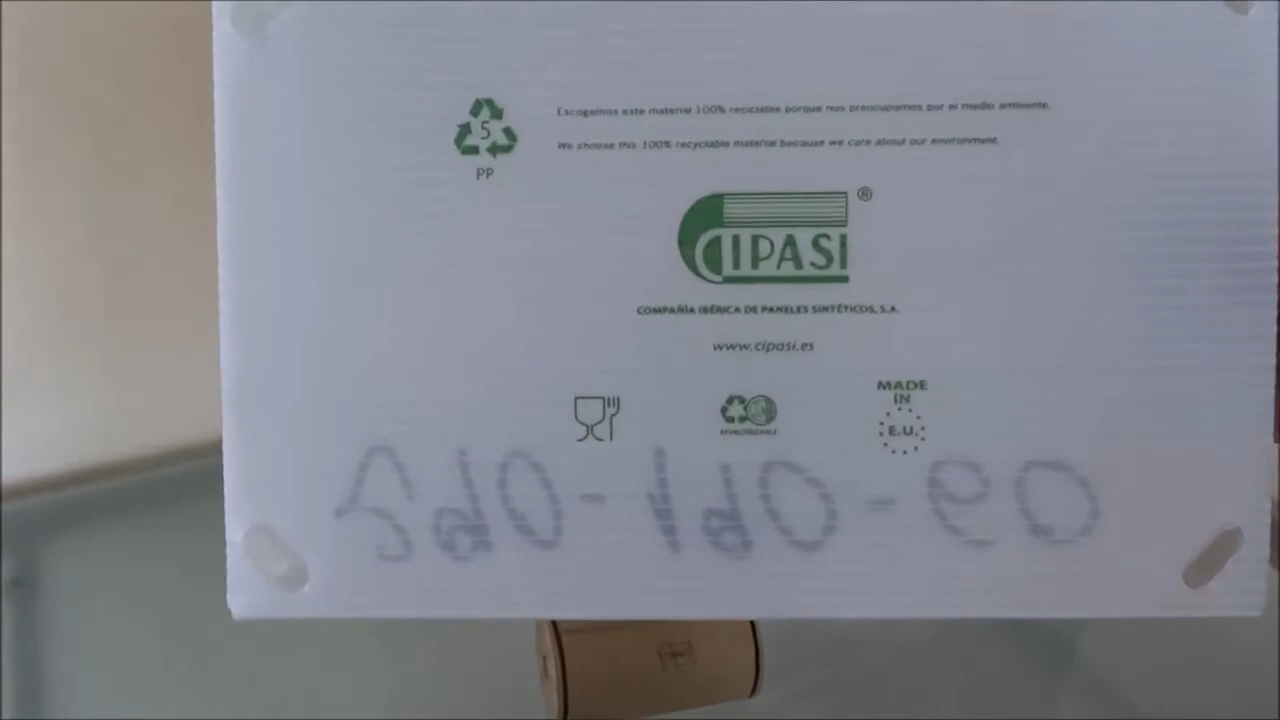 5
PP
Escogemos este material 100% reciclable porque nos preocupamos por el medio ambiente.
We choose this 100% recyclable material because we care about our environment.
CIPASI ®
COMPAÑÍA IBÉRICA DE PANELES SINTÉTICOS, S.A.
www.cipasi.es
MADE
IN
E.U.
REVALORIZABLE